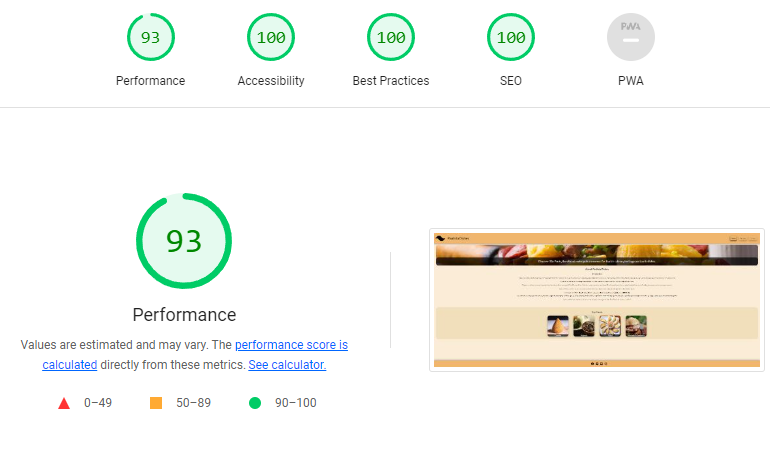 93
100
100
100
PWA
Performance
Accessibility
Best Practices
SEO
PWA
93
Performance
Values are estimated and may vary. The performance score is
calculated directly from these metrics. See calculator.
0–49
50–89
90–100